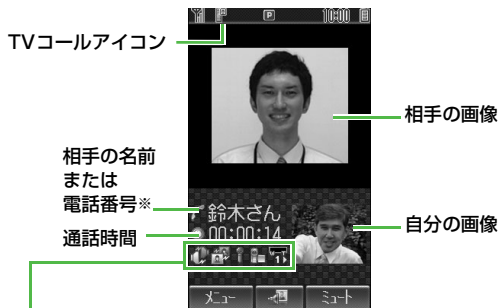 P
10:00
TVコールアイコン
相手の画像
相手の名前
または
電話番号※
鈴木さん
自分の画像
通話時間
00:00:14
1
メニュー
ミュート